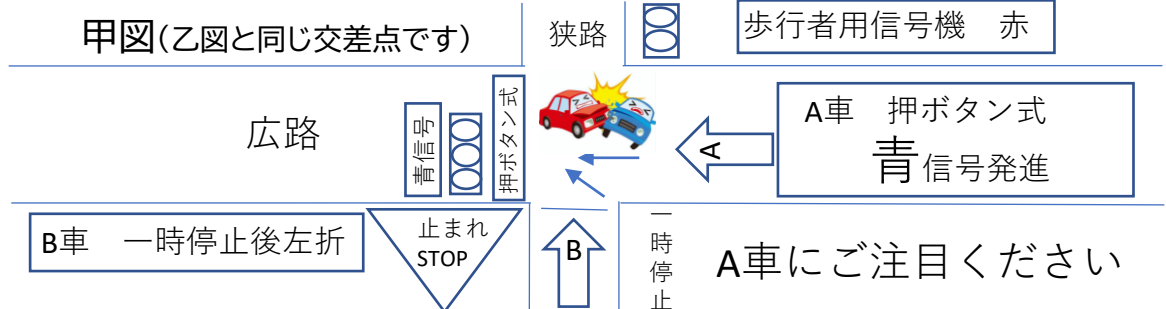 甲図(乙図と同じ交差点です)
狭路
歩行者用信号機　赤
広路
青信号
押ボタン式
A
A車　押ボタン式
青信号発進
B車　一時停止後左折
止まれ
STOP
B
一時停止
A車にご注目ください